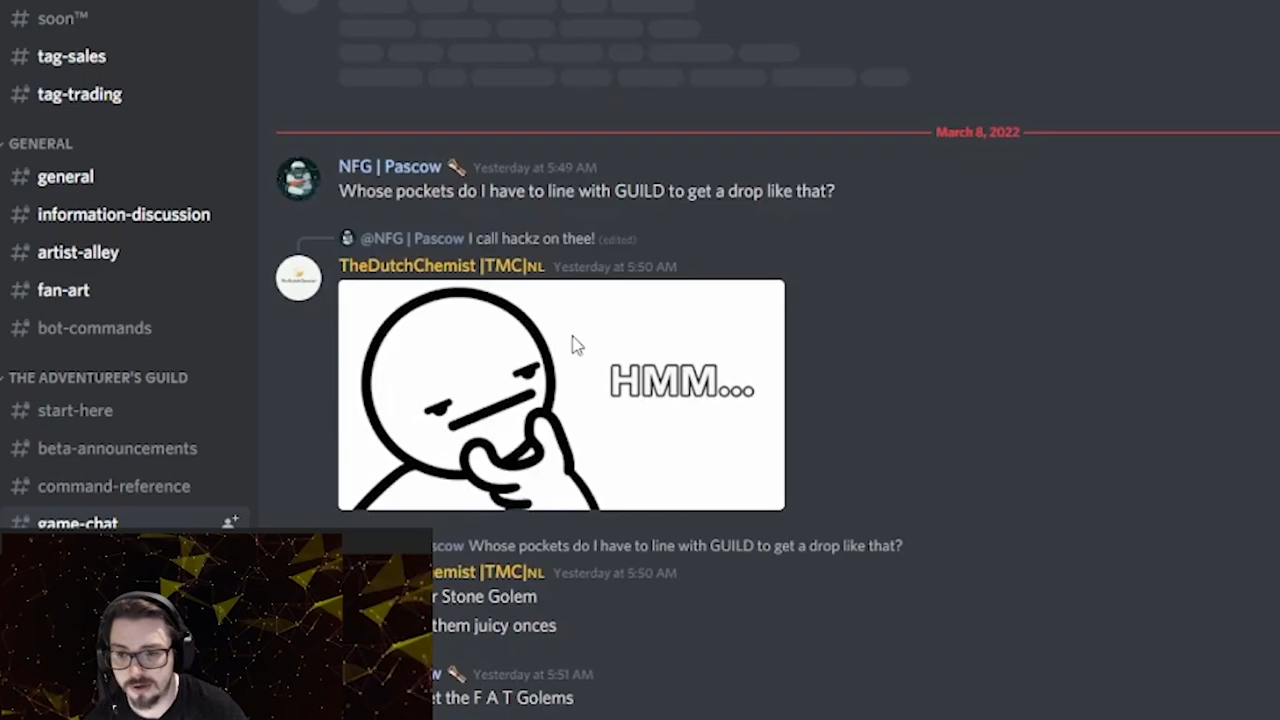 soon™
tag-sales
tag-trading
GENERAL
general
information-discussion
artist-alley
fan-art
bot-commands
THE ADVENTURER'S GUILD
start-here
beta-announcements
command-reference
game-chat
March 8, 2022
NFG | Pascow Yesterday at 5:49 AM
Whose pockets do I have to line with GUILD to get a drop like that?
@NFG | Pascow I call hackz on thee! (edited)
TheDutchChemist |TMC|NL Yesterday at 5:50 AM
HMM...
scow Whose pockets do I have to line with GUILD to get a drop like that?
emist |TMC|NL Yesterday at 5:50 AM
r Stone Golem
them juicy onces
w Yesterday at 5:51 AM
et the F A T Golems